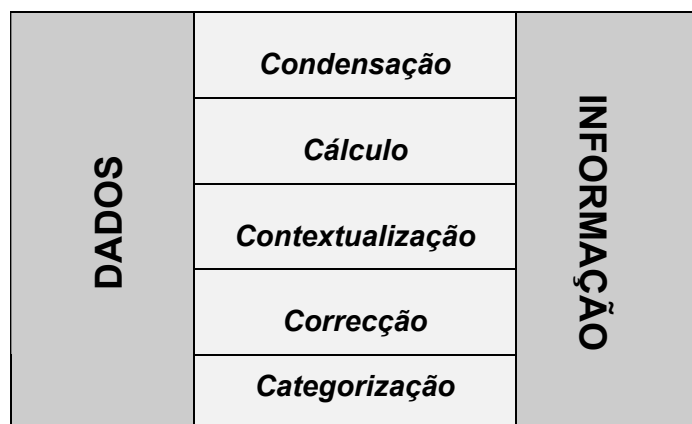 DADOS
Condensação
Cálculo
Contextualização
Correcção
Categorização
INFORMAÇÃO